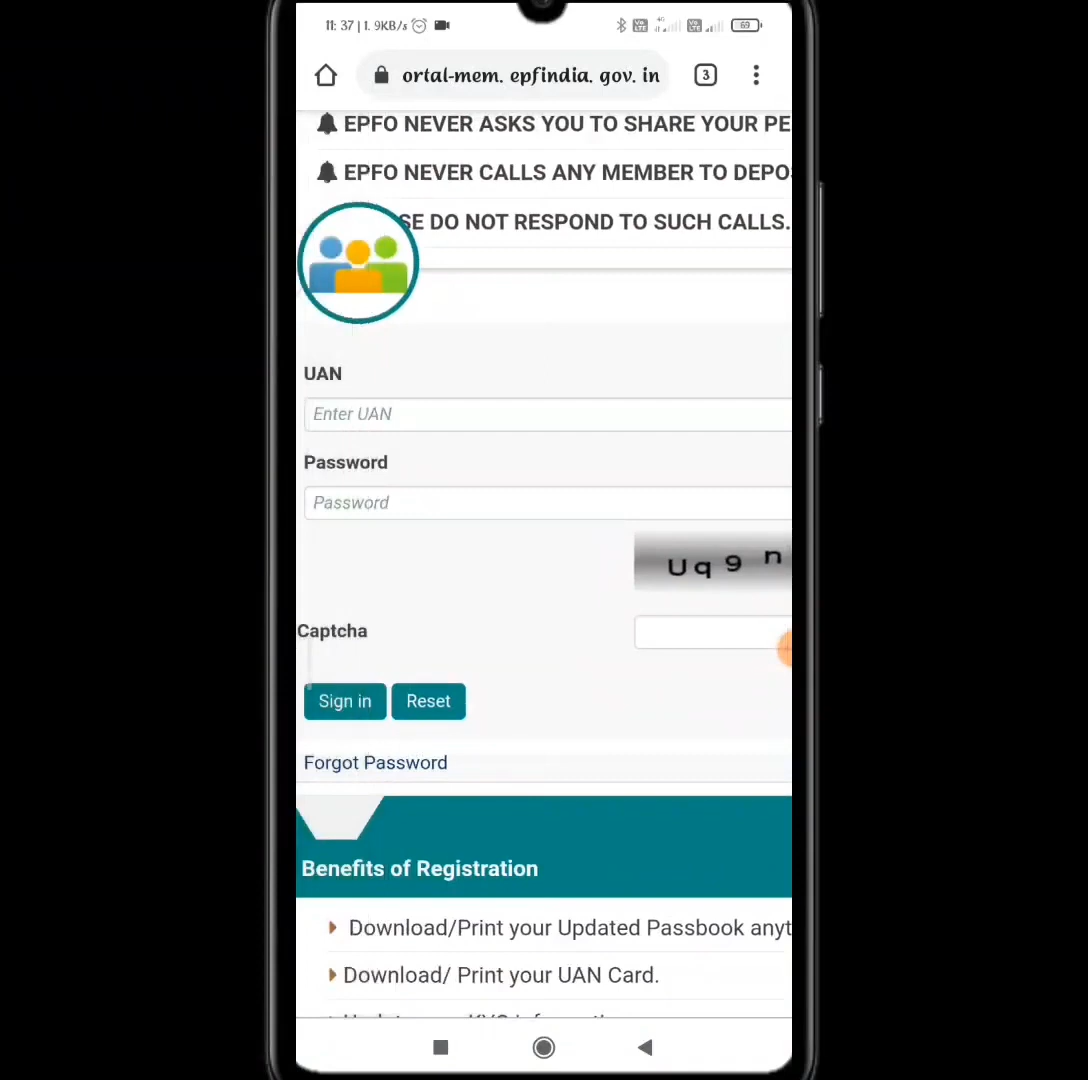 11: 37 | 1. 9KB/s
4G
69
ortal-mem. epfindia. gov. in
3
EPFO NEVER ASKS YOU TO SHARE YOUR PE
EPFO NEVER CALLS ANY MEMBER TO DEPO
SE DO NOT RESPOND TO SUCH CALLS.
UAN
Enter UAN
Password
Password
Uq9n
Captcha
Sign in Reset
Forgot Password
Benefits of Registration
Download/Print your Updated Passbook anyt
Download/ Print your UAN Card.